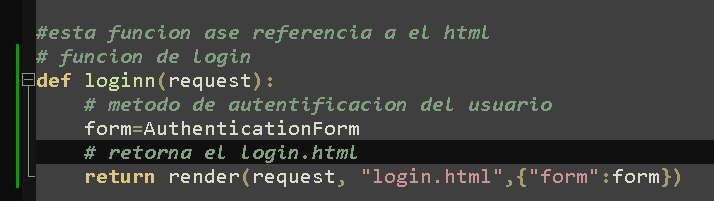 #esta funcion ase referencia a el html
# funcion de login
def loginn(request):
# metodo de autentificacion del usuario
form=AuthenticationForm
# retorna el login.html
return render(request, "login.html",{"form":form})